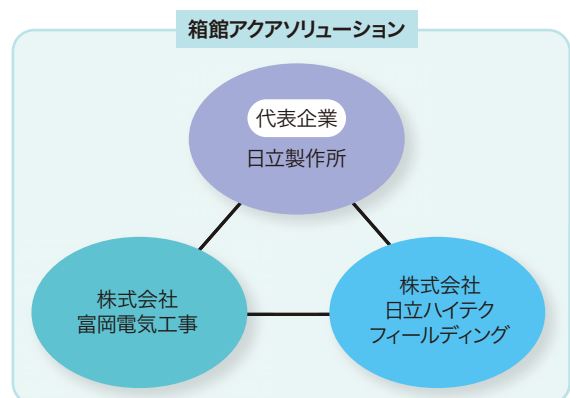 箱館アクアソリューション
代表企業
日立製作所
株式会社
富岡電気工事
株式会社
日立ハイテク
フィールディング